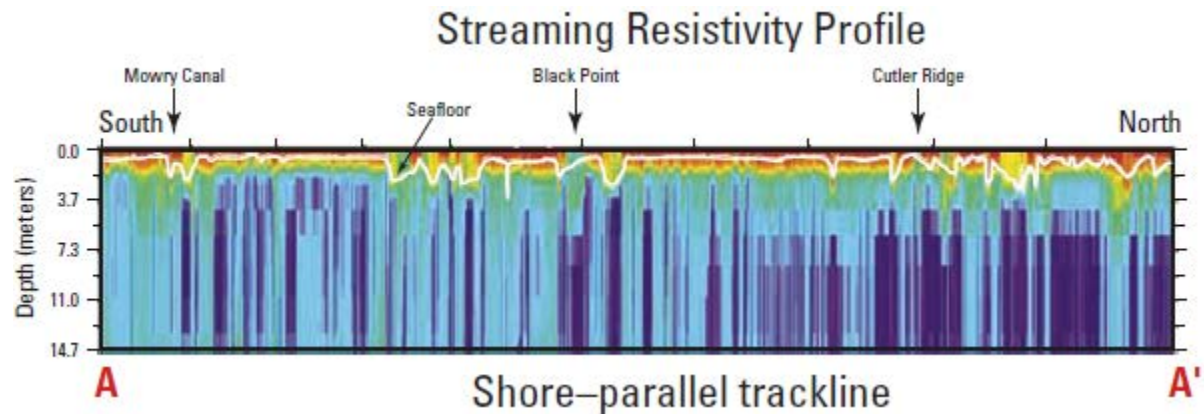 Streaming Resistivity Profile
Mowry Canal
Black Point
Cutler Ridge
Seafloor
South
North
0.0
3.7
7.3
11.0
14.7
Depth (meters)
A
Shore–parallel trackline
A'